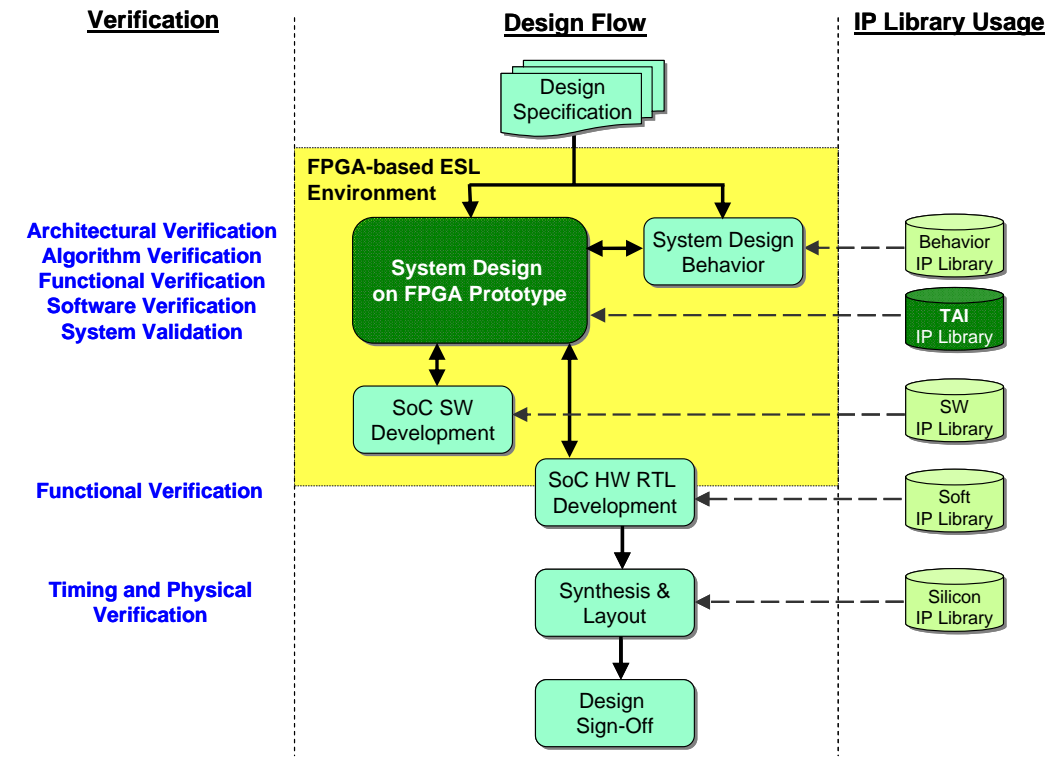 Verification
Design Flow
IP Library Usage
Design
Specification
FPGA-based ESL
Environment
Architectural Verification
Algorithm Verification
Functional Verification
Software Verification
System Validation
System Design
on FPGA Prototype
System Design
Behavior
Behavior
IP Library
TAI
IP Library
SoC SW
Development
SW
IP Library
Functional Verification
SoC HW RTL
Development
Soft
IP Library
Timing and Physical
Verification
Synthesis &
Layout
Silicon
IP Library
Design
Sign-Off